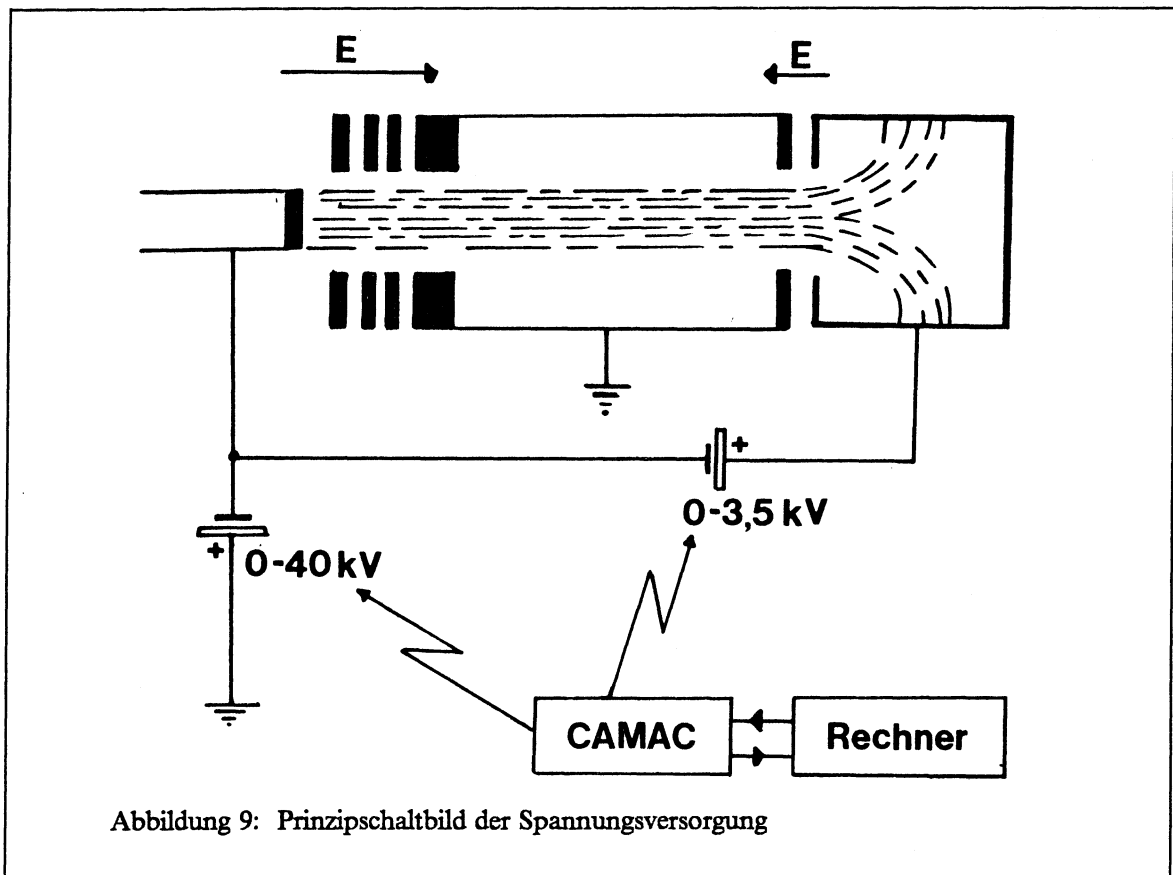 E
E
+
0-3,5 kV
+
0-40 kV
CAMAC
Rechner
Abbildung 9: Prinzipschaltbild der Spannungsversorgung